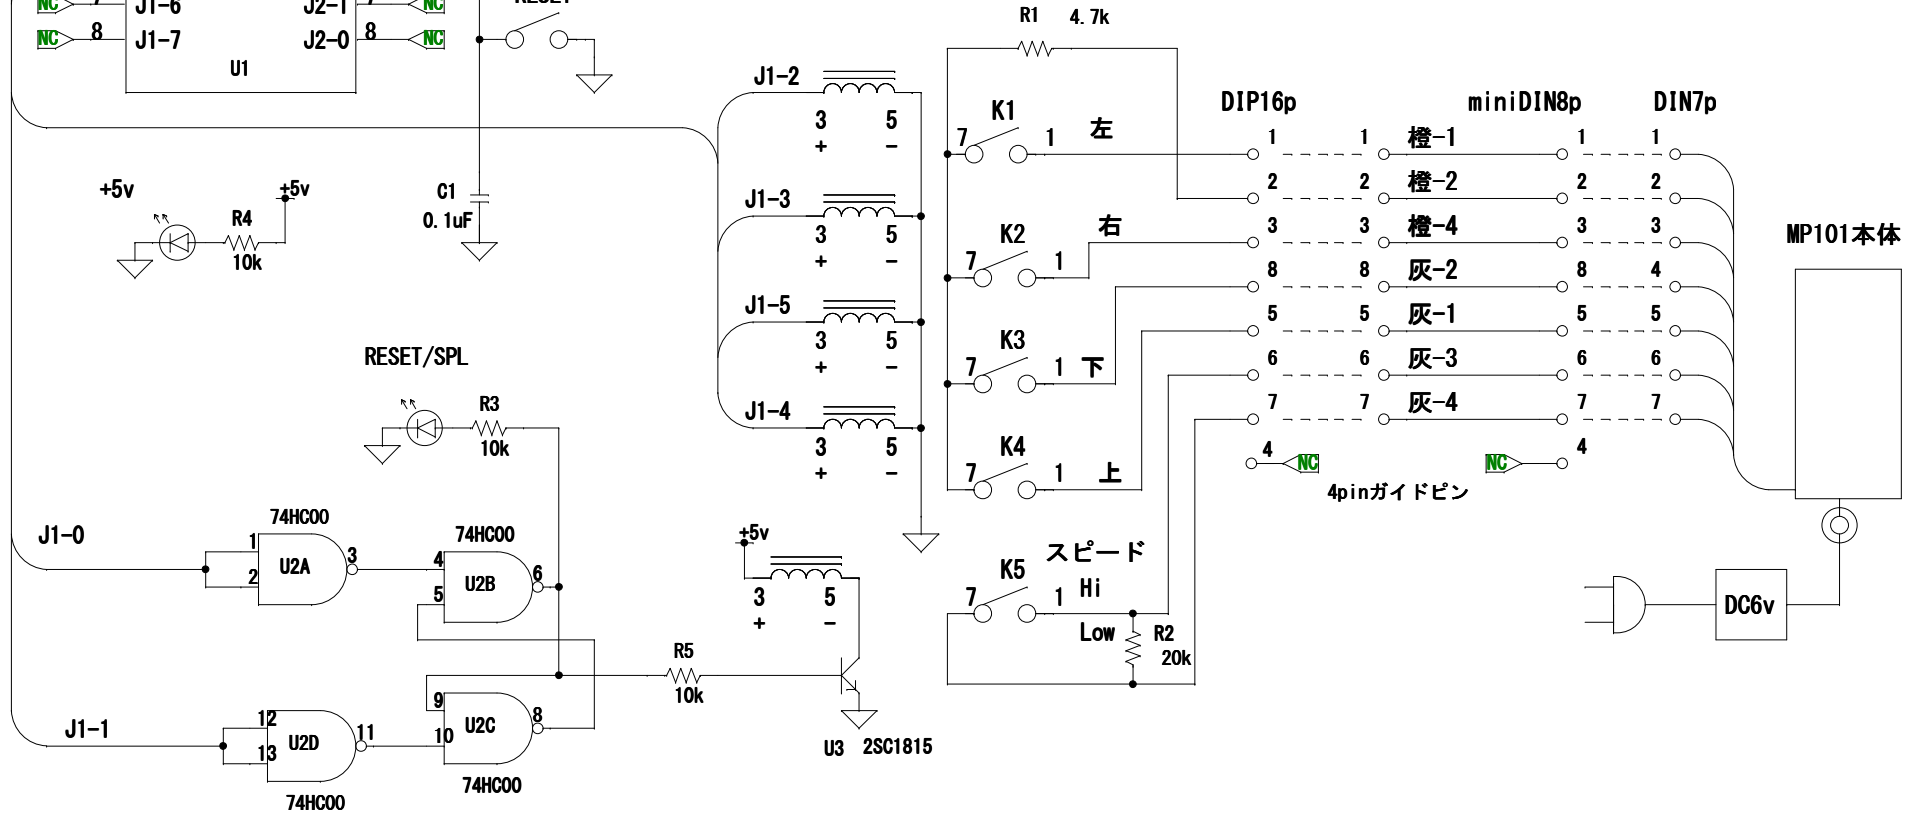 NC J1-6 J2-1 7 NC
NC 8 J1-7 J2-0 8 NC
U1
R1 4.7k
J1-2
3 5
+ −
DIP16p miniDIN8p DIN7p
K1
7 1 左
1 1 橙-1 1 1
2 2 橙-2 2 2
3 3 橙-4 3 3
8 8 灰-2 8 4
5 5 灰-1 5 5
6 6 灰-3 6 6
7 7 灰-4 7 7
4 NC NC 4
4pinガイドピン
MP101本体
DC6v
+5v
R4
10k
+5v
C1
0.1uF
J1-3
3 5
+ −
K2
7 1 右
J1-5
3 5
+ −
K3
7 1 下
J1-4
3 5
+ −
K4
7 1 上
RESET/SPL
R3
10k
J1-0
74HC00
1
2
U2A
3
74HC00
4
5
U2B
6
+5v
3 5
+ −
スピード
K5
7 1 Hi
Low
R2
20k
R5
10k
J1-1
12
13
U2D
11
74HC00
9
10
U2C
8
74HC00
U3 2SC1815